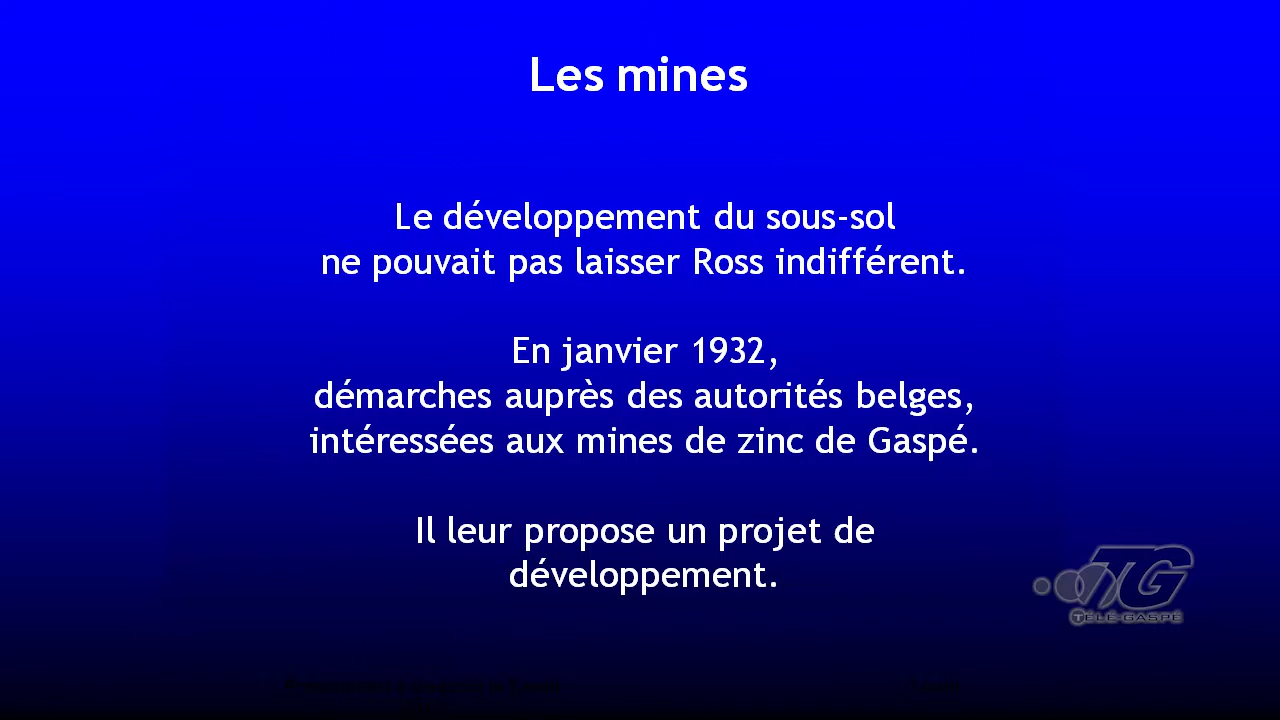 Les mines
Le développement du sous-sol
ne pouvait pas laisser Ross indifférent.
En janvier 1932,
démarches auprès des autorités belges,
intéressées aux mines de zinc de Gaspé.
Il leur propose un projet de
développement.
TG
TÉLÉ-GASPÉ